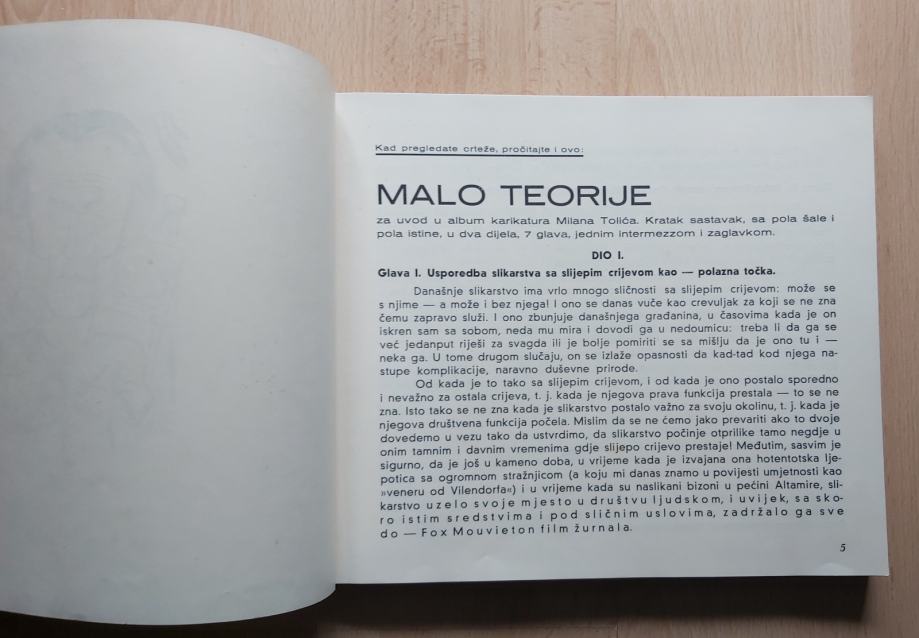 Kad pregledate crteže, pročitajte i ovo:
MALO TEORIJE
za uvod u album karikatura Milana Tolića. Kratak sastavak, sa pola šale i
pola istine, u dva dijela, 7 glava, jednim intermezzom i zaglavkom.
DIO I.
Glava I. Usporedba slikarstva sa slijepim crijevom kao — polazna točka.
Današnje slikarstvo ima vrlo mnogo sličnosti sa slijepim crijevom: može se
s njime — a može i bez njega! I ono se danas vuče kao crevuljak za koji se ne zna
čemu zapravo služi. I ono zbunjuje današnjega građanina, u časovima kada je on
iskren sam sa sobom, neda mu mira i dovodi ga u nedoumicu: treba li da ga se
već jedanput riješi za svagda ili je bolje pomiriti se sa mišlju da je ono tu i —
neka ga. U tome drugom slučaju, on se izlaže opasnosti da kad-tad kod njega na-
stupe komplikacije, naravno duševne prirode.
Od kada je to tako sa slijepim crijevom, i od kada je ono postalo sporedno
i nevažno za ostala crijeva, t. j. kada je njegova prava funkcija prestala — to se ne
zna. Isto tako se ne zna kada je slikarstvo postalo važno za svoju okolinu, t. j. kada je
njegova društvena funkcija počela. Mislim da se ne ćemo jako prevariti ako to dvoje
dovedemo u vezu tako da ustvrdimo, da slikarstvo počinje otprilike tamo negdje u
onim tamnim i davnim vremenima gdje slijepo crijevo prestaje! Međutim, sasvim je
sigurno, da je još u kameno doba, u vrijeme kada je izvajana ona hotentotska lje-
potica sa ogromnom stražnjicom (a koju mi danas znamo u povijesti umjetnosti kao
»veneru od Vilendorfa«) i u vrijeme kada su naslikani bizoni u pećini Altamire, sli-
karstvo uzelo svoje mjesto u društvu ljudskom, i uvijek, sa sko-
ro istim sredstvima i pod sličnim uslovima, zadržalo ga sve
do — Fox Mouvieton film žurnala.
5